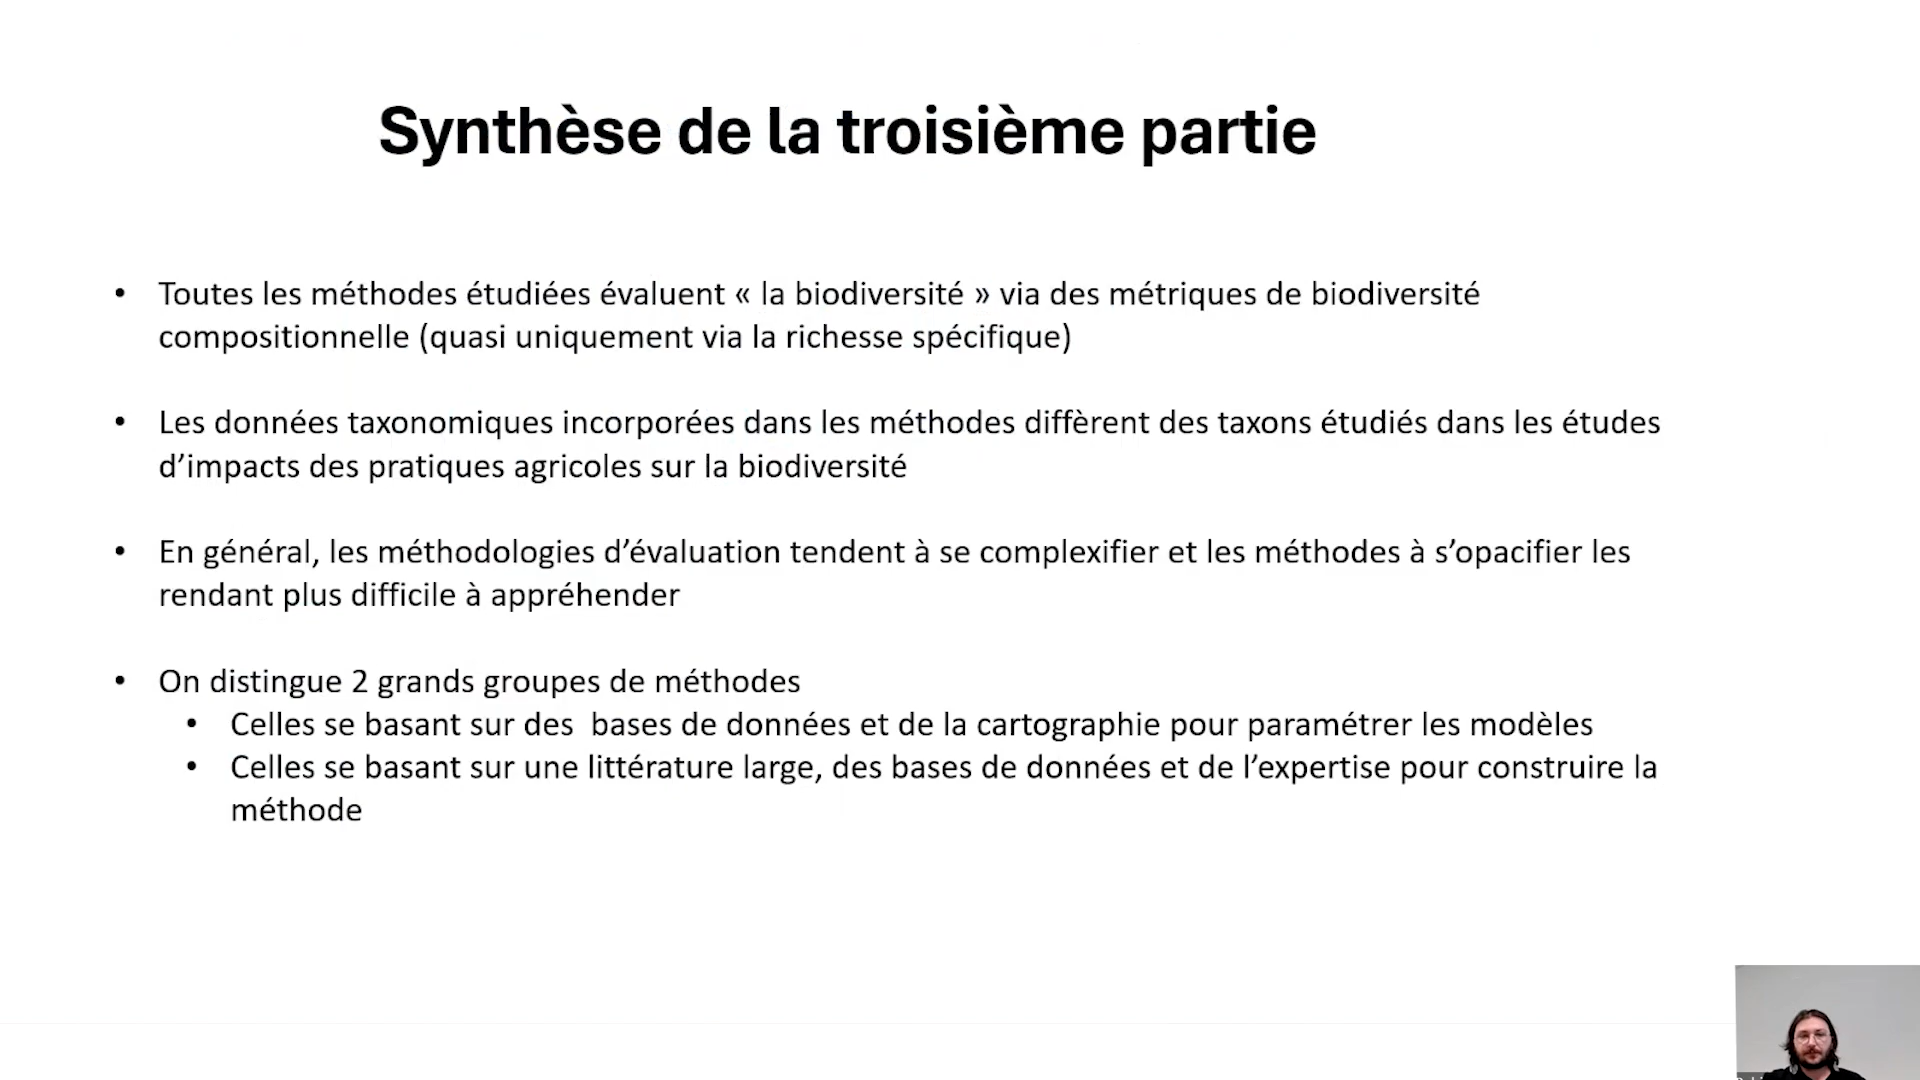 Synthèse de la troisième partie
• Toutes les méthodes étudiées évaluent « la biodiversité » via des métriques de biodiversité
compositionnelle (quasi uniquement via la richesse spécifique)
• Les données taxonomiques incorporées dans les méthodes diffèrent des taxons étudiés dans les études
d’impacts des pratiques agricoles sur la biodiversité
• En général, les méthodologies d’évaluation tendent à se complexifier et les méthodes à s’opacifier les
rendant plus difficile à appréhender
• On distingue 2 grands groupes de méthodes
• Celles se basant sur des  bases de données et de la cartographie pour paramétrer les modèles
• Celles se basant sur une littérature large, des bases de données et de l’expertise pour construire la
méthode